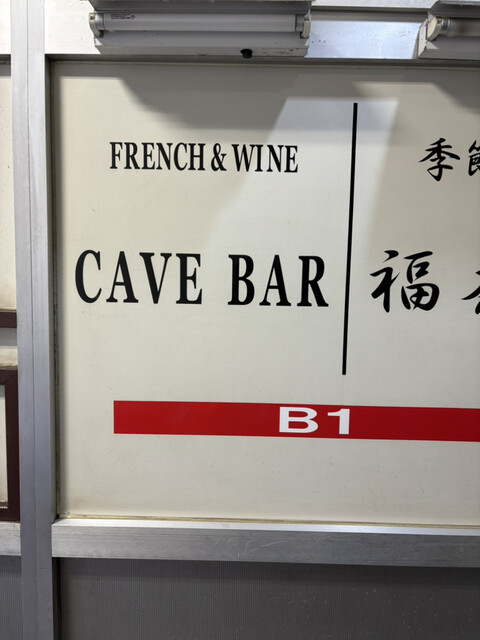 FRENCH & WINE
CAVE BAR
季
福
B1